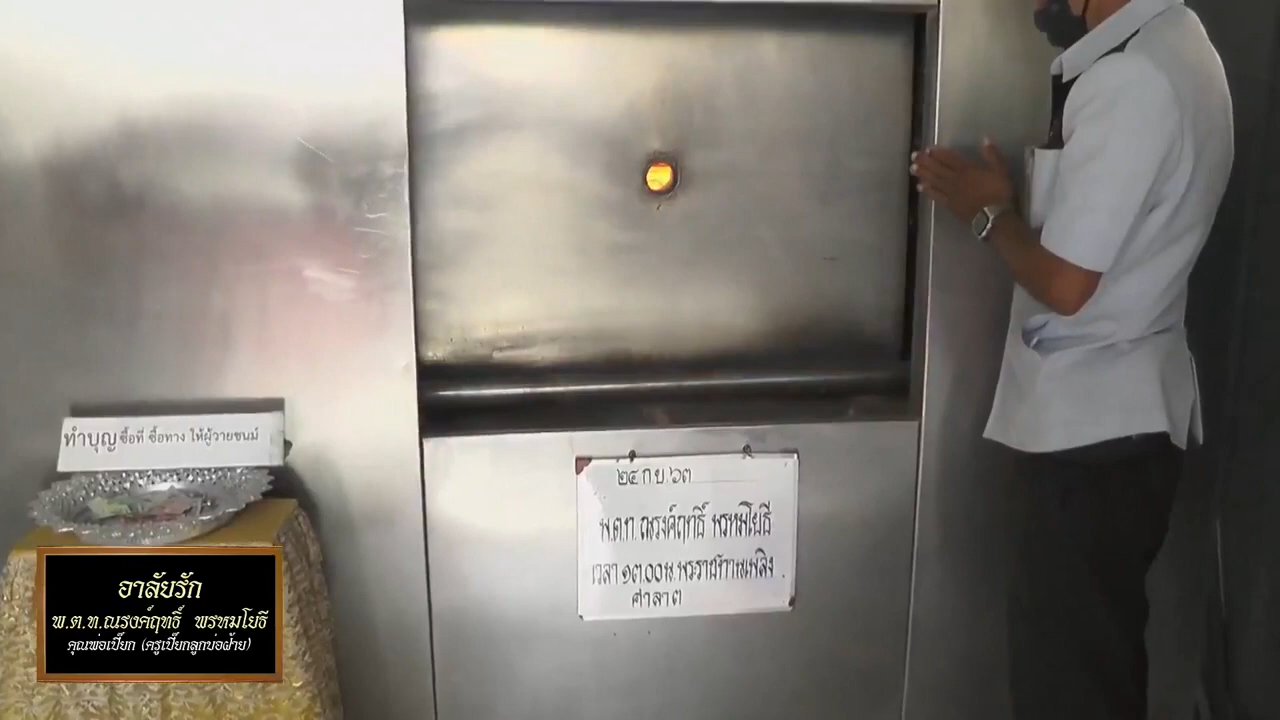 ทำบุญ ซื้อที่ ซื้อทาง ให้ผู้วายชนม์
๒๔ ก.ย. ๖๓
พ.ต.ท. ณรงค์ฤทธิ์ พรหมโยธี
เวลา ๑๓.๐๐ น. พระราชทานเพลิง
ศาลา ๓
อาลัยรัก
พ.ต.ท.ณรงค์ฤทธิ์ พรหมโยธี
คุณพ่อเปี๊ยก (ครูเปี๊ยกลูกบ่อฝ้าย)